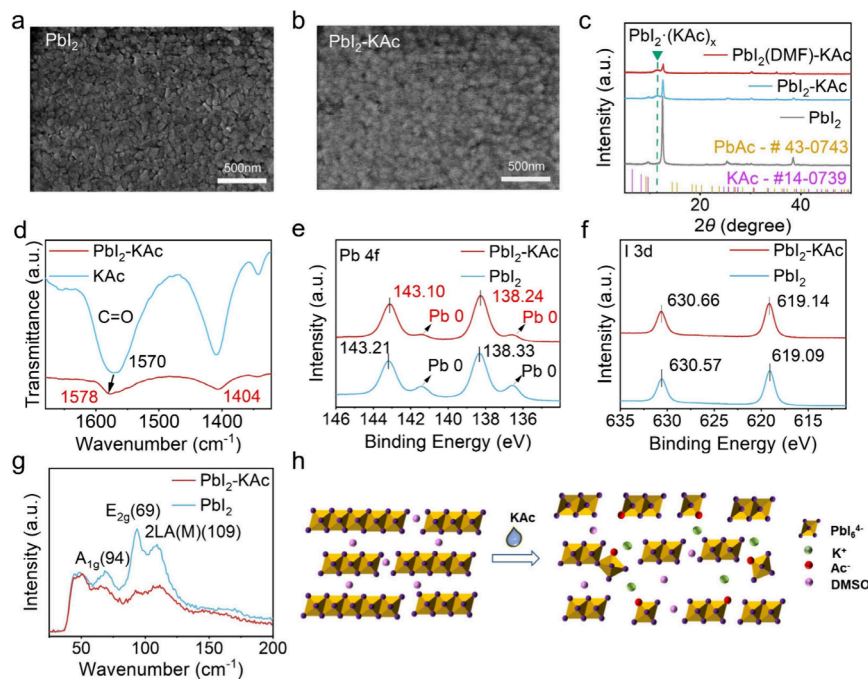 a
PbI₂
500nm
b
PbI₂-KAc
500nm
c
PbI₂·(KAc)ₓ
PbI₂(DMF)-KAc
PbI₂-KAc
PbI₂
PbAc - # 43-0743
KAc - #14-0739
Intensity (a.u.)
20 40
2θ (degree)
d
PbI₂-KAc
KAc
C=O
1570
1578
1404
Transmittance (a.u.)
1600 1500 1400
Wavenumber (cm⁻¹)
e
Pb 4f
PbI₂-KAc
PbI₂
143.10
138.24
Pb 0
Pb 0
143.21
138.33
Pb 0
Pb 0
Intensity (a.u.)
146 144 142 140 138 136 134
Binding Energy (eV)
f
I 3d
PbI₂-KAc
PbI₂
630.66
619.14
630.57
619.09
Intensity (a.u.)
635 630 625 620 615
Binding Energy (eV)
g
PbI₂-KAc
PbI₂
E₂g(69)
2LA(M)(109)
A₁g(94)
Intensity (a.u.)
50 100 150 200
Wavenumber (cm⁻¹)
h
KAc
PbI₆⁴⁻
K⁺
Ac⁻
DMSO